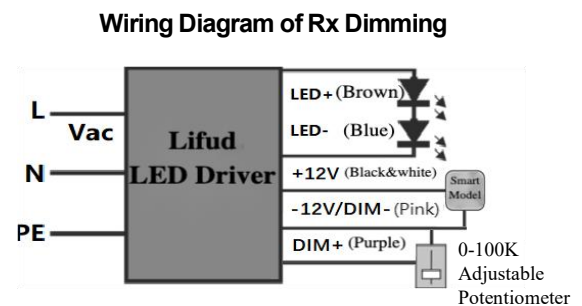 Wiring Diagram of Rx Dimming
L
Vac
N
PE
Lifud
LED Driver
LED+ (Brown)
LED- (Blue)
+12V (Black&white)
-12V/DIM- (Pink)
DIM+ (Purple)
Smart
Model
0-100K
Adjustable
Potentiometer